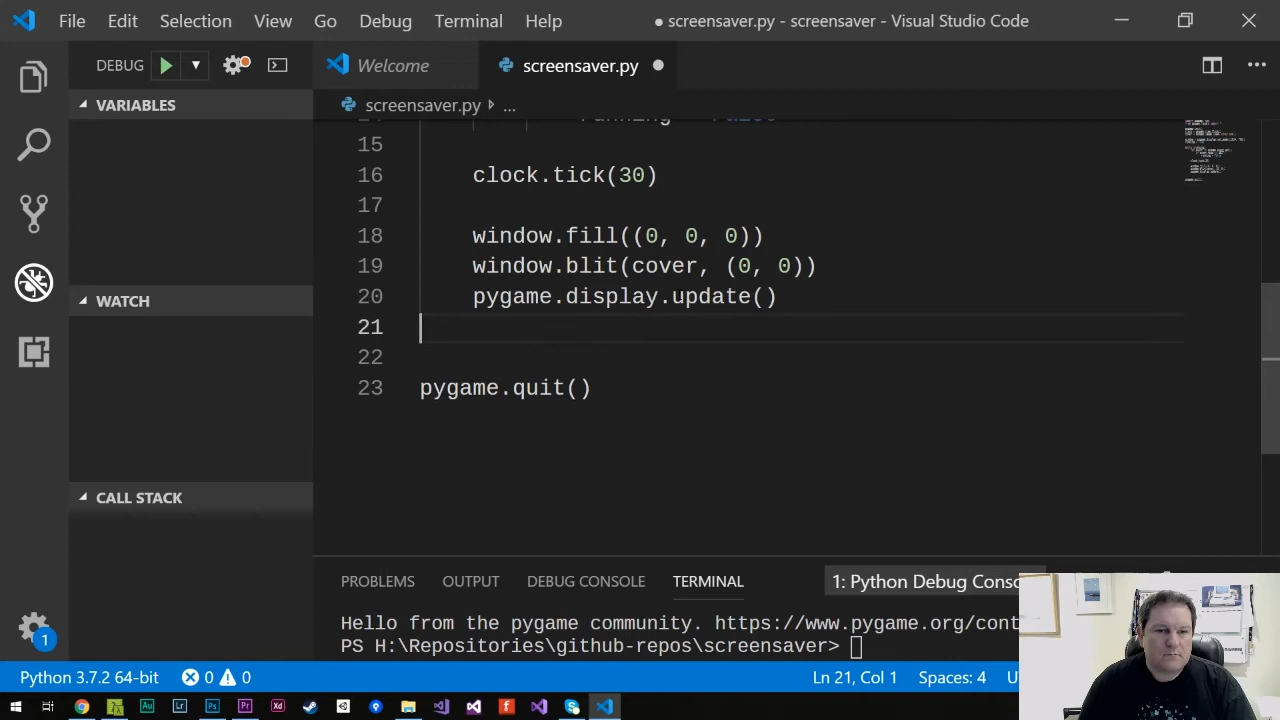 File Edit Selection View Go Debug Terminal Help ● screensaver.py - screensaver - Visual Studio Code
DEBUG Welcome screensaver.py
VARIABLES screensaver.py ...
15
16 clock.tick(30)
17
18 window.fill((0, 0, 0))
19 window.blit(cover, (0, 0))
20 pygame.display.update()
WATCH
21
22
23 pygame.quit()
CALL STACK
PROBLEMS OUTPUT DEBUG CONSOLE TERMINAL 1: Python Debug Conso
Hello from the pygame community. https://www.pygame.org/cont
PS H:\Repositories\github-repos\screensaver>
1
Python 3.7.2 64-bit 0 0 Ln 21, Col 1 Spaces: 4 U